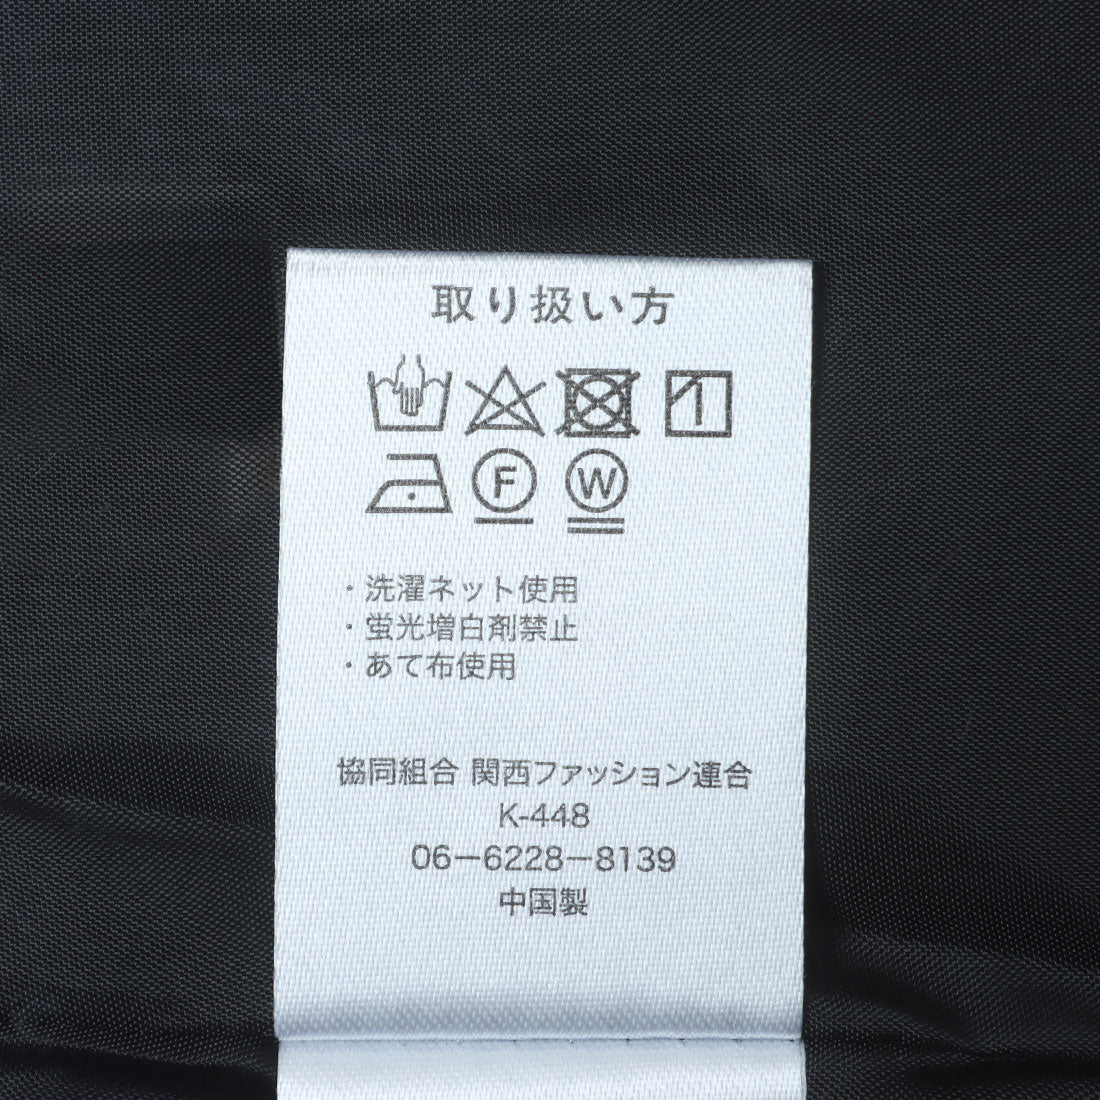 取り扱い方
F W
・洗濯ネット使用
・蛍光増白剤禁止
・あて布使用
協同組合 関西ファッション連合
K-448
06-6228-8139
中国製